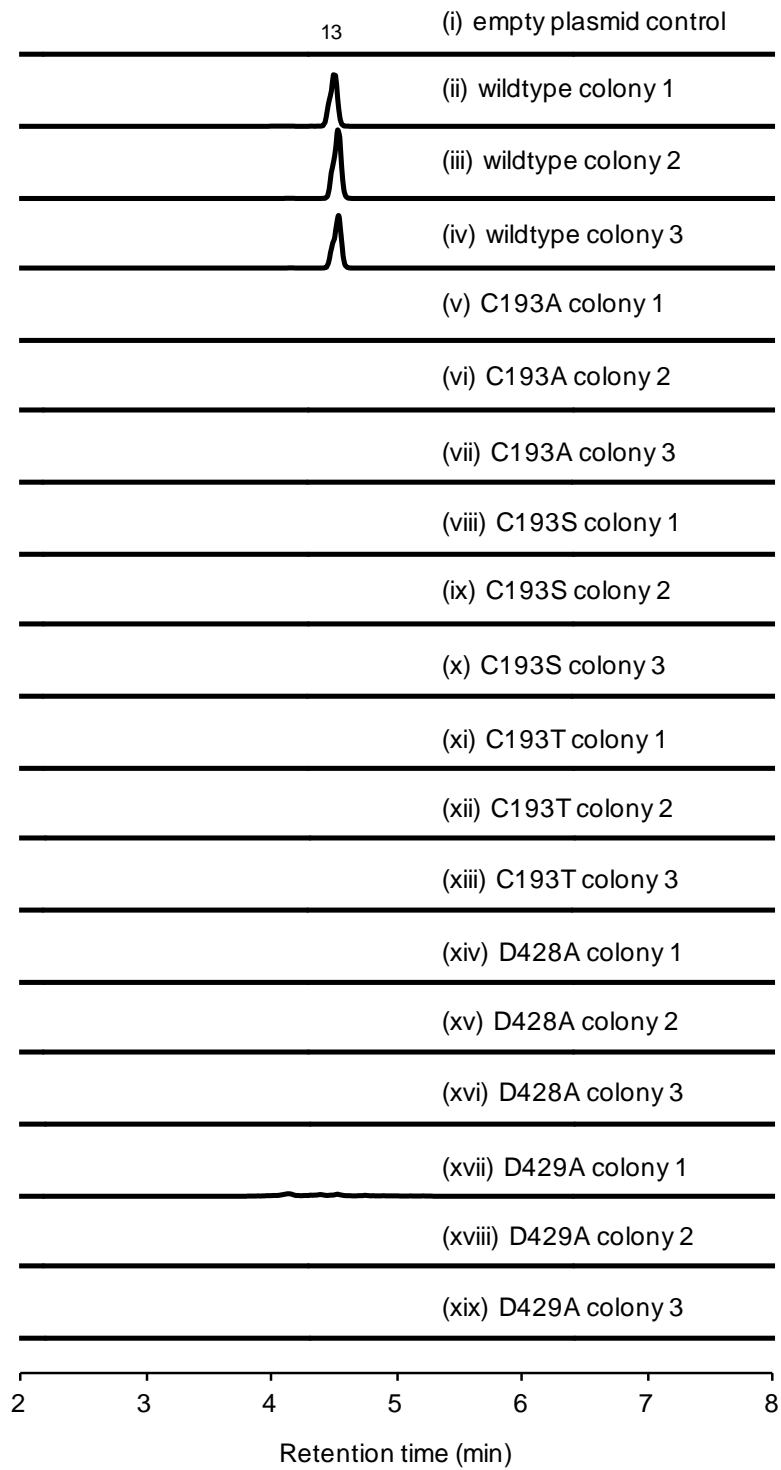 13
(i) empty plasmid control
(ii) wildtype colony 1
(iii) wildtype colony 2
(iv) wildtype colony 3
(v) C193A colony 1
(vi) C193A colony 2
(vii) C193A colony 3
(viii) C193S colony 1
(ix) C193S colony 2
(x) C193S colony 3
(xi) C193T colony 1
(xii) C193T colony 2
(xiii) C193T colony 3
(xiv) D428A colony 1
(xv) D428A colony 2
(xvi) D428A colony 3
(xvii) D429A colony 1
(xviii) D429A colony 2
(xix) D429A colony 3
2 3 4 5 6 7 8
Retention time (min)